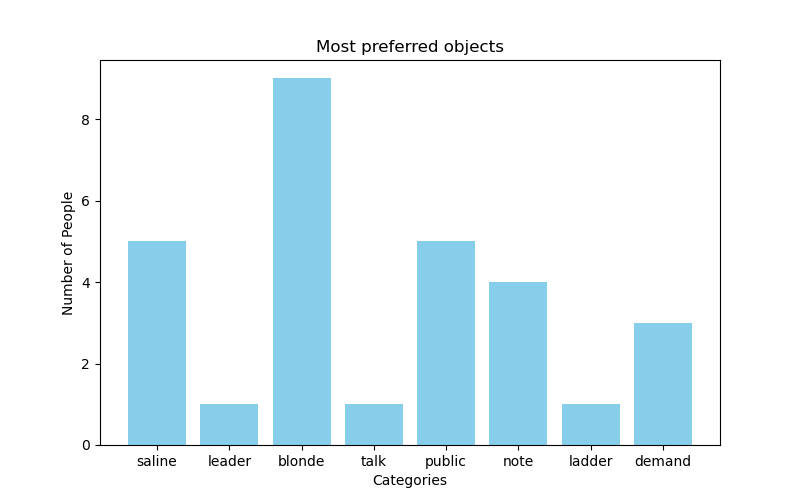 Most preferred objects
Number of People
8
6
4
2
0
saline leader blonde talk public note ladder demand
Categories